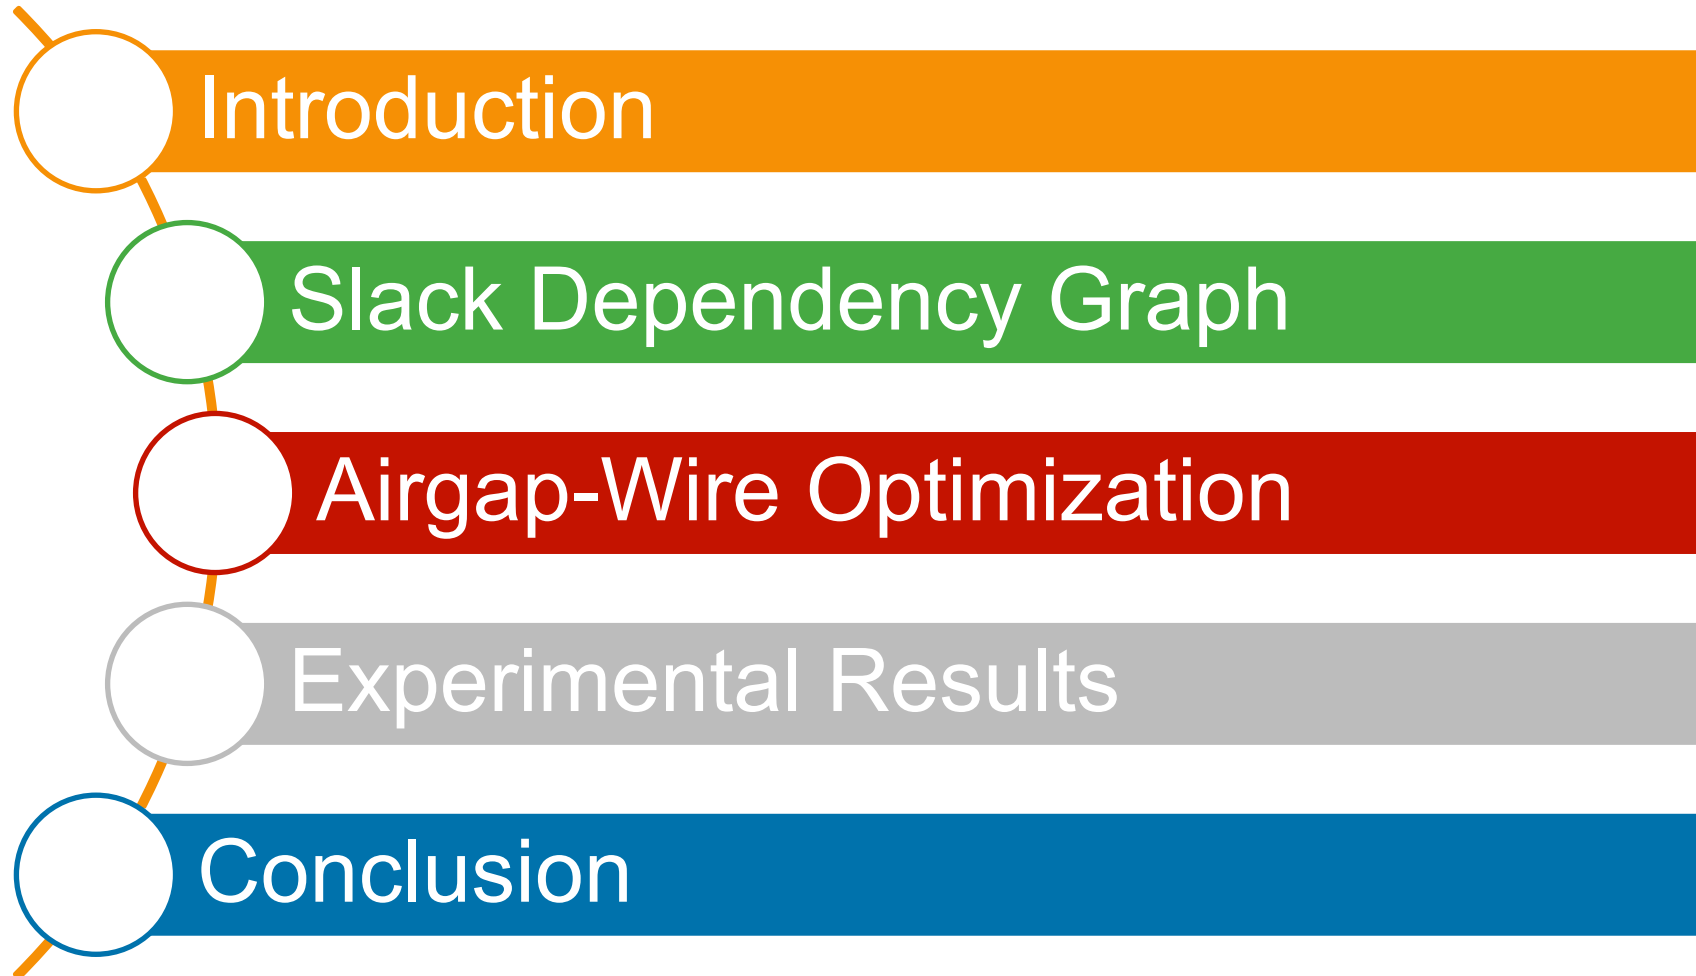 Introduction
Slack Dependency Graph
Airgap-Wire Optimization
Experimental Results
Conclusion